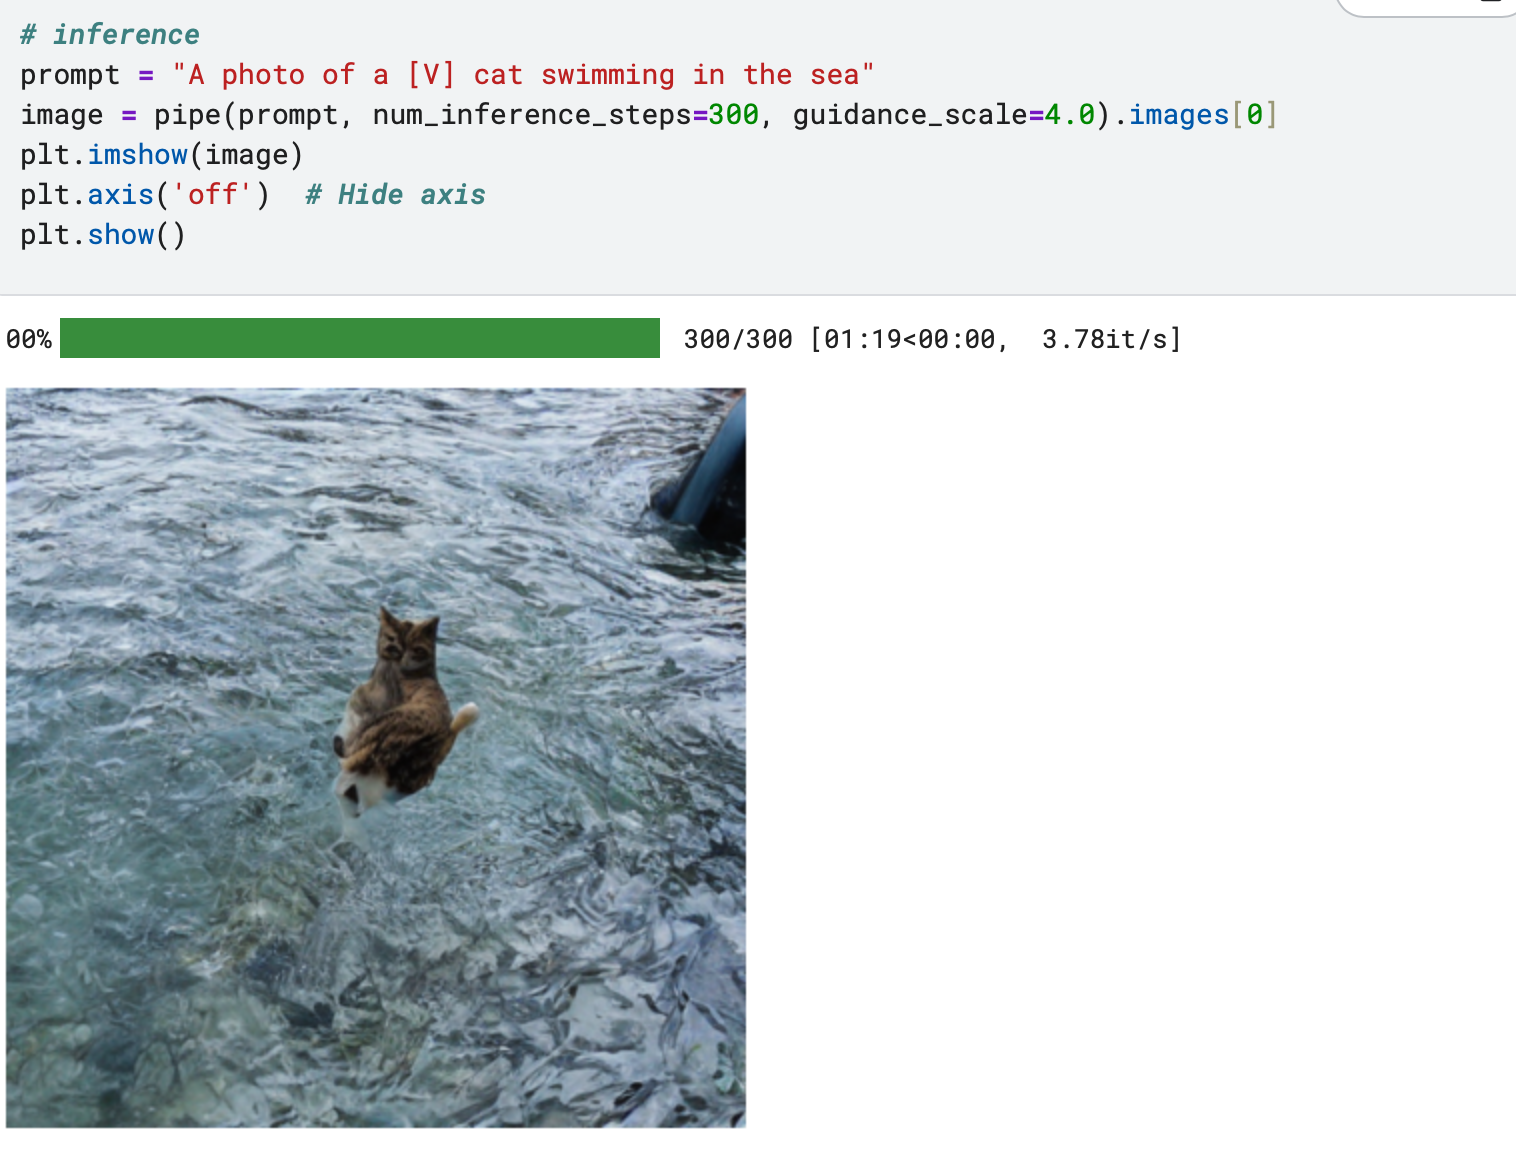 # inference
prompt = "A photo of a [V] cat swimming in the sea"
image = pipe(prompt, num_inference_steps=300, guidance_scale=4.0).images[0]
plt.imshow(image)
plt.axis('off')  # Hide axis
plt.show()
00% 300/300 [01:19<00:00,  3.78it/s]